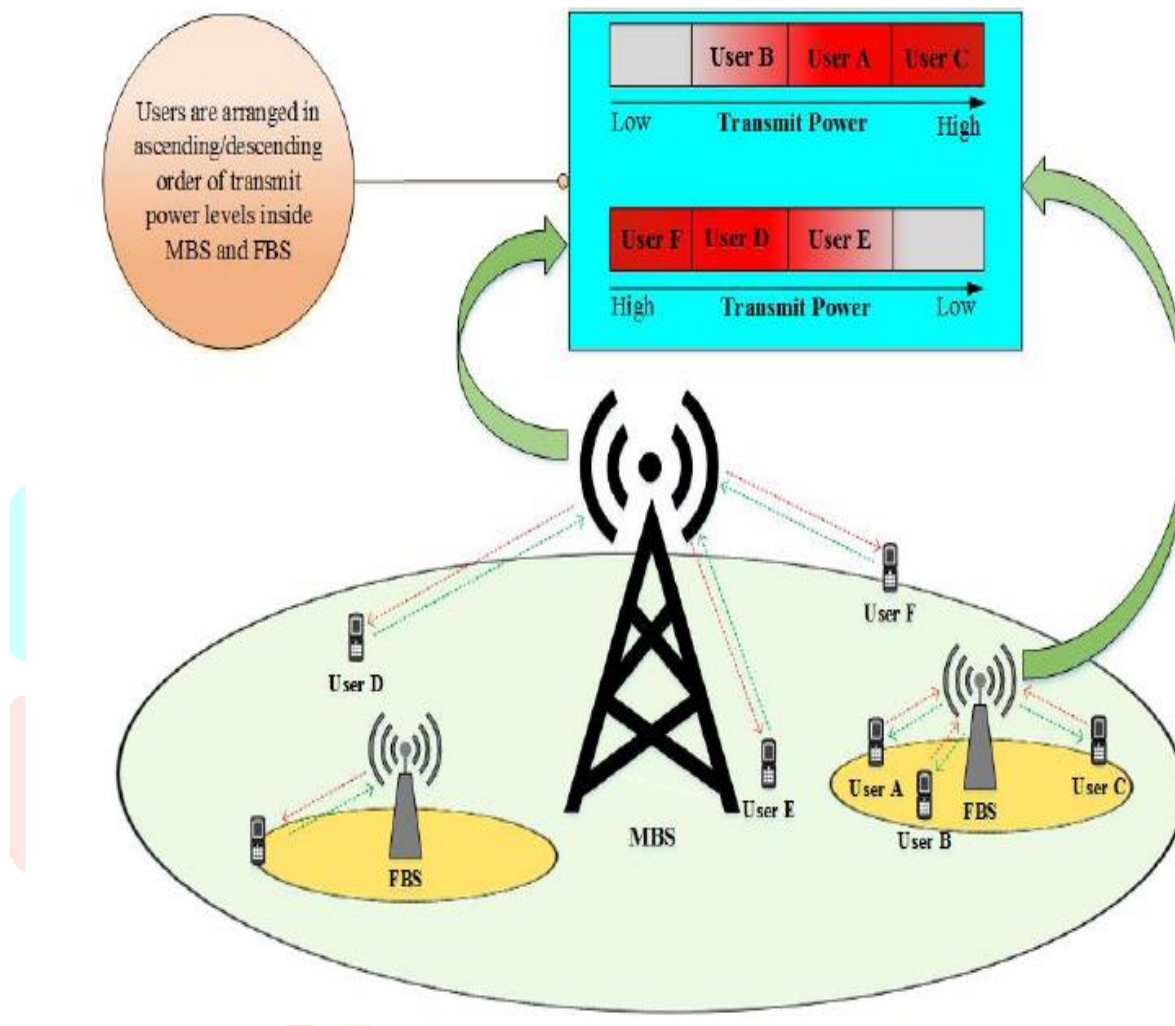 Users are arranged in
ascending/descending
order of transmit
power levels inside
MBS and FBS
User B User A User C
Low Transmit Power High
User F User D User E
High Transmit Power Low
User F
User D
User A
User C
User E
FBS
User B
MBS
FBS